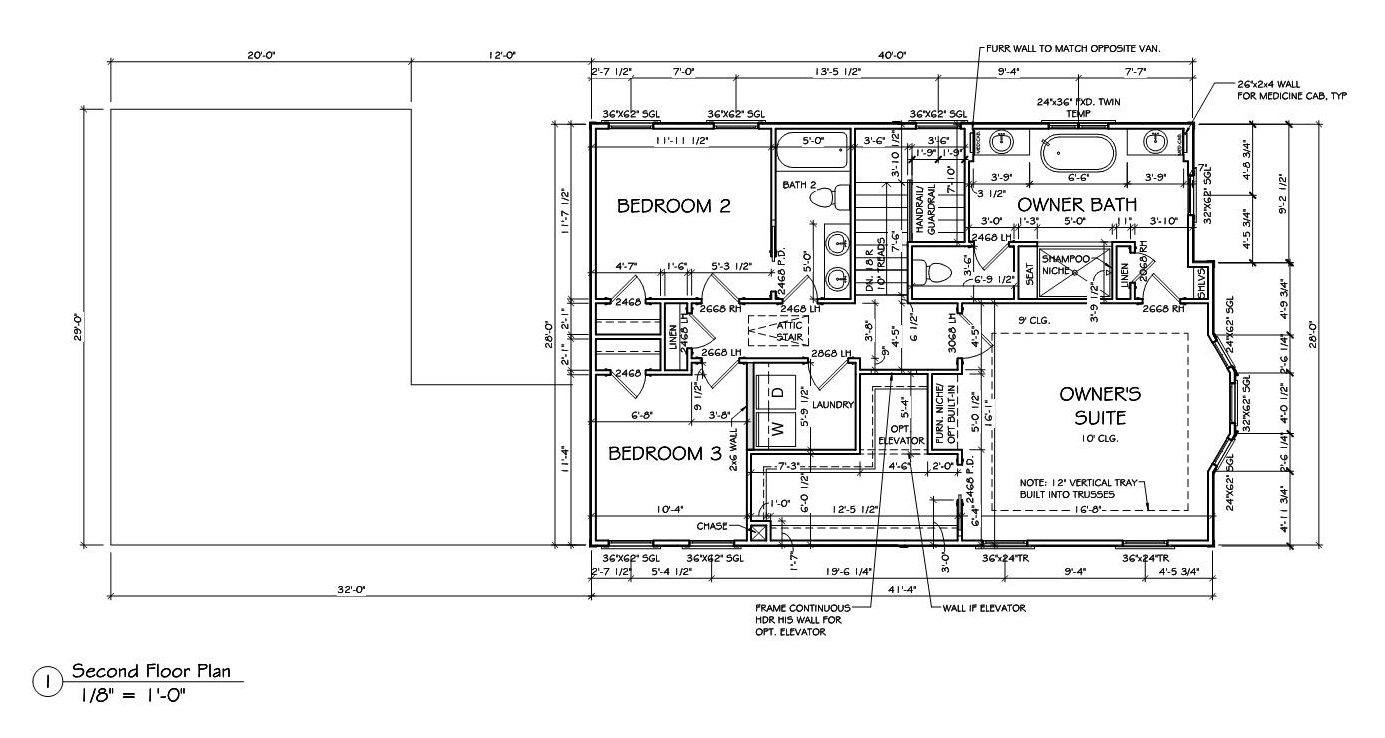 20'-0"
12'-0"
40'-0"
FURR WALL TO MATCH OPPOSITE VAN.
2'-7 1/2"
7'-0"
13'-5 1/2"
9'-4"
7'-7"
26"x2x4 WALL
FOR MEDICINE CAB, TYP
24"x36" FXD. TWIN
TEMP
36"X62" SGL
36"X62" SGL
36"X62" SGL
11'-11 1/2"
5'-0"
3'-6"
3'-10 1/2"
3'6"
1'-9"
1'-9"
MEDICAB.
MEDICAB.
7'-10"
HANDRAIL/
GUARDRAIL
BATH 2
BEDROOM 2
3'-9"
6'-6"
3'-9"
3 1/2"
OWNER BATH
7"
32"X62" SGL
4'-8 3/4"
4'-5 3/4"
9'-2 1/2"
3'-0"
1'-3"
5'-0"
11"
3'-10"
11'-7 1/2"
2468 LH
2068 RH
7'-6"
DN. 18 R
10" TREADS
2468 P.D.
5'-0"
4'-7"
1'-6"
5'-3 1/2"
3'-6"
6'-9 1/2"
SEAT
SHAMPOO
NICHE
LINEN
SHLVS
3'-9 1/2"
2468
2668 RH
2468 LH
2668 RH
4'-9 3/4"
29'-0"
28'-0"
28'-0"
2'-1"
2'-1"
LINEN
2468 LH
ATTIC
STAIR
3'-8"
4'-5"
6 1/2"
3068 LH
4'-5"
9' CLG.
24"X62" SGL
2'-6 1/4"
9"
2668 LH
2868 LH
2468
9 1/2"
6'-8"
3'-8"
D
W
5'-9 1/2"
LAUNDRY
5'-4"
OPT
ELEVATOR
FURN. NICHE/
OPT BUILT-IN
5'-0 1/2"
16'-1"
OWNER'S
SUITE
10' CLG.
32"X62" SGL
4'-0 1/2"
2'-6 1/4"
24"X62" SGL
11'-4"
BEDROOM 3
2x6 WALL
7'-3"
4'-6"
2'-0"
2468 P.D.
NOTE: 12" VERTICAL TRAY
BUILT INTO TRUSSES
6'-0 1/2"
1'-0"
10'-4"
12'-5 1/2"
6'-4"
16'-8"
4'-11 3/4"
CHASE
1'-7"
3'-0"
36"X62" SGL
36"X62" SGL
36"x24"TR
36"x24"TR
2'-7 1/2"
5'-4 1/2"
19'-6 1/4"
9'-4"
4'-5 3/4"
32'-0"
41'-4"
FRAME CONTINUOUS
HDR HIS WALL FOR
OPT. ELEVATOR
WALL IF ELEVATOR
1
Second Floor Plan
1/8" = 1'-0"